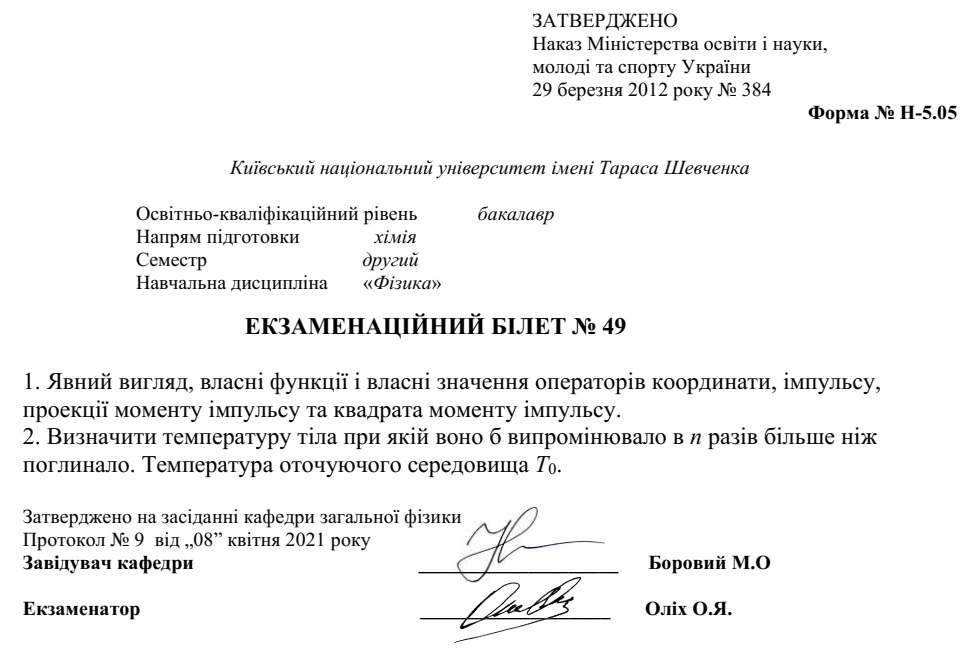 ЗАТВЕРДЖЕНО
Наказ Міністерства освіти і науки,
молоді та спорту України
29 березня 2012 року № 384
Форма № Н-5.05
Київський національний університет імені Тараса Шевченка
Освітньо-кваліфікаційний рівень бакалавр
Напрям підготовки хімія
Семестр другий
Навчальна дисципліна «Фізика»
ЕКЗАМЕНАЦІЙНИЙ БІЛЕТ № 49
1. Явний вигляд, власні функції і власні значення операторів координати, імпульсу,
проекції моменту імпульсу та квадрата моменту імпульсу.
2. Визначити температуру тіла при якій воно б випромінювало в n разів більше ніж
поглинало. Температура оточуючого середовища T₀.
Затверджено на засіданні кафедри загальної фізики
Протокол № 9 від „08” квітня 2021 року
Завідувач кафедри Боровий М.О
Екзаменатор Оліх О.Я.